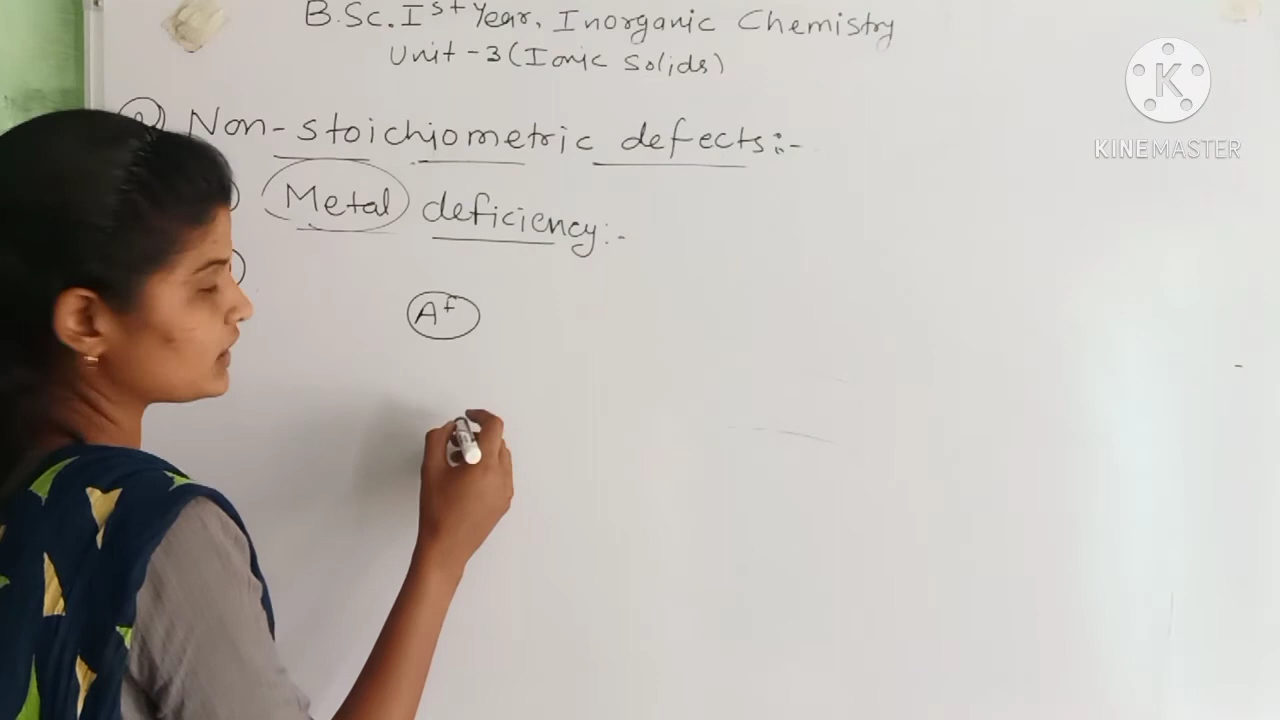 B.Sc. Ist Year, Inorganic Chemistry
Unit-3 (Ionic Solids)
Non-stoichiometric defects:-
Metal deficiency:-
A+
K
KINEMASTER